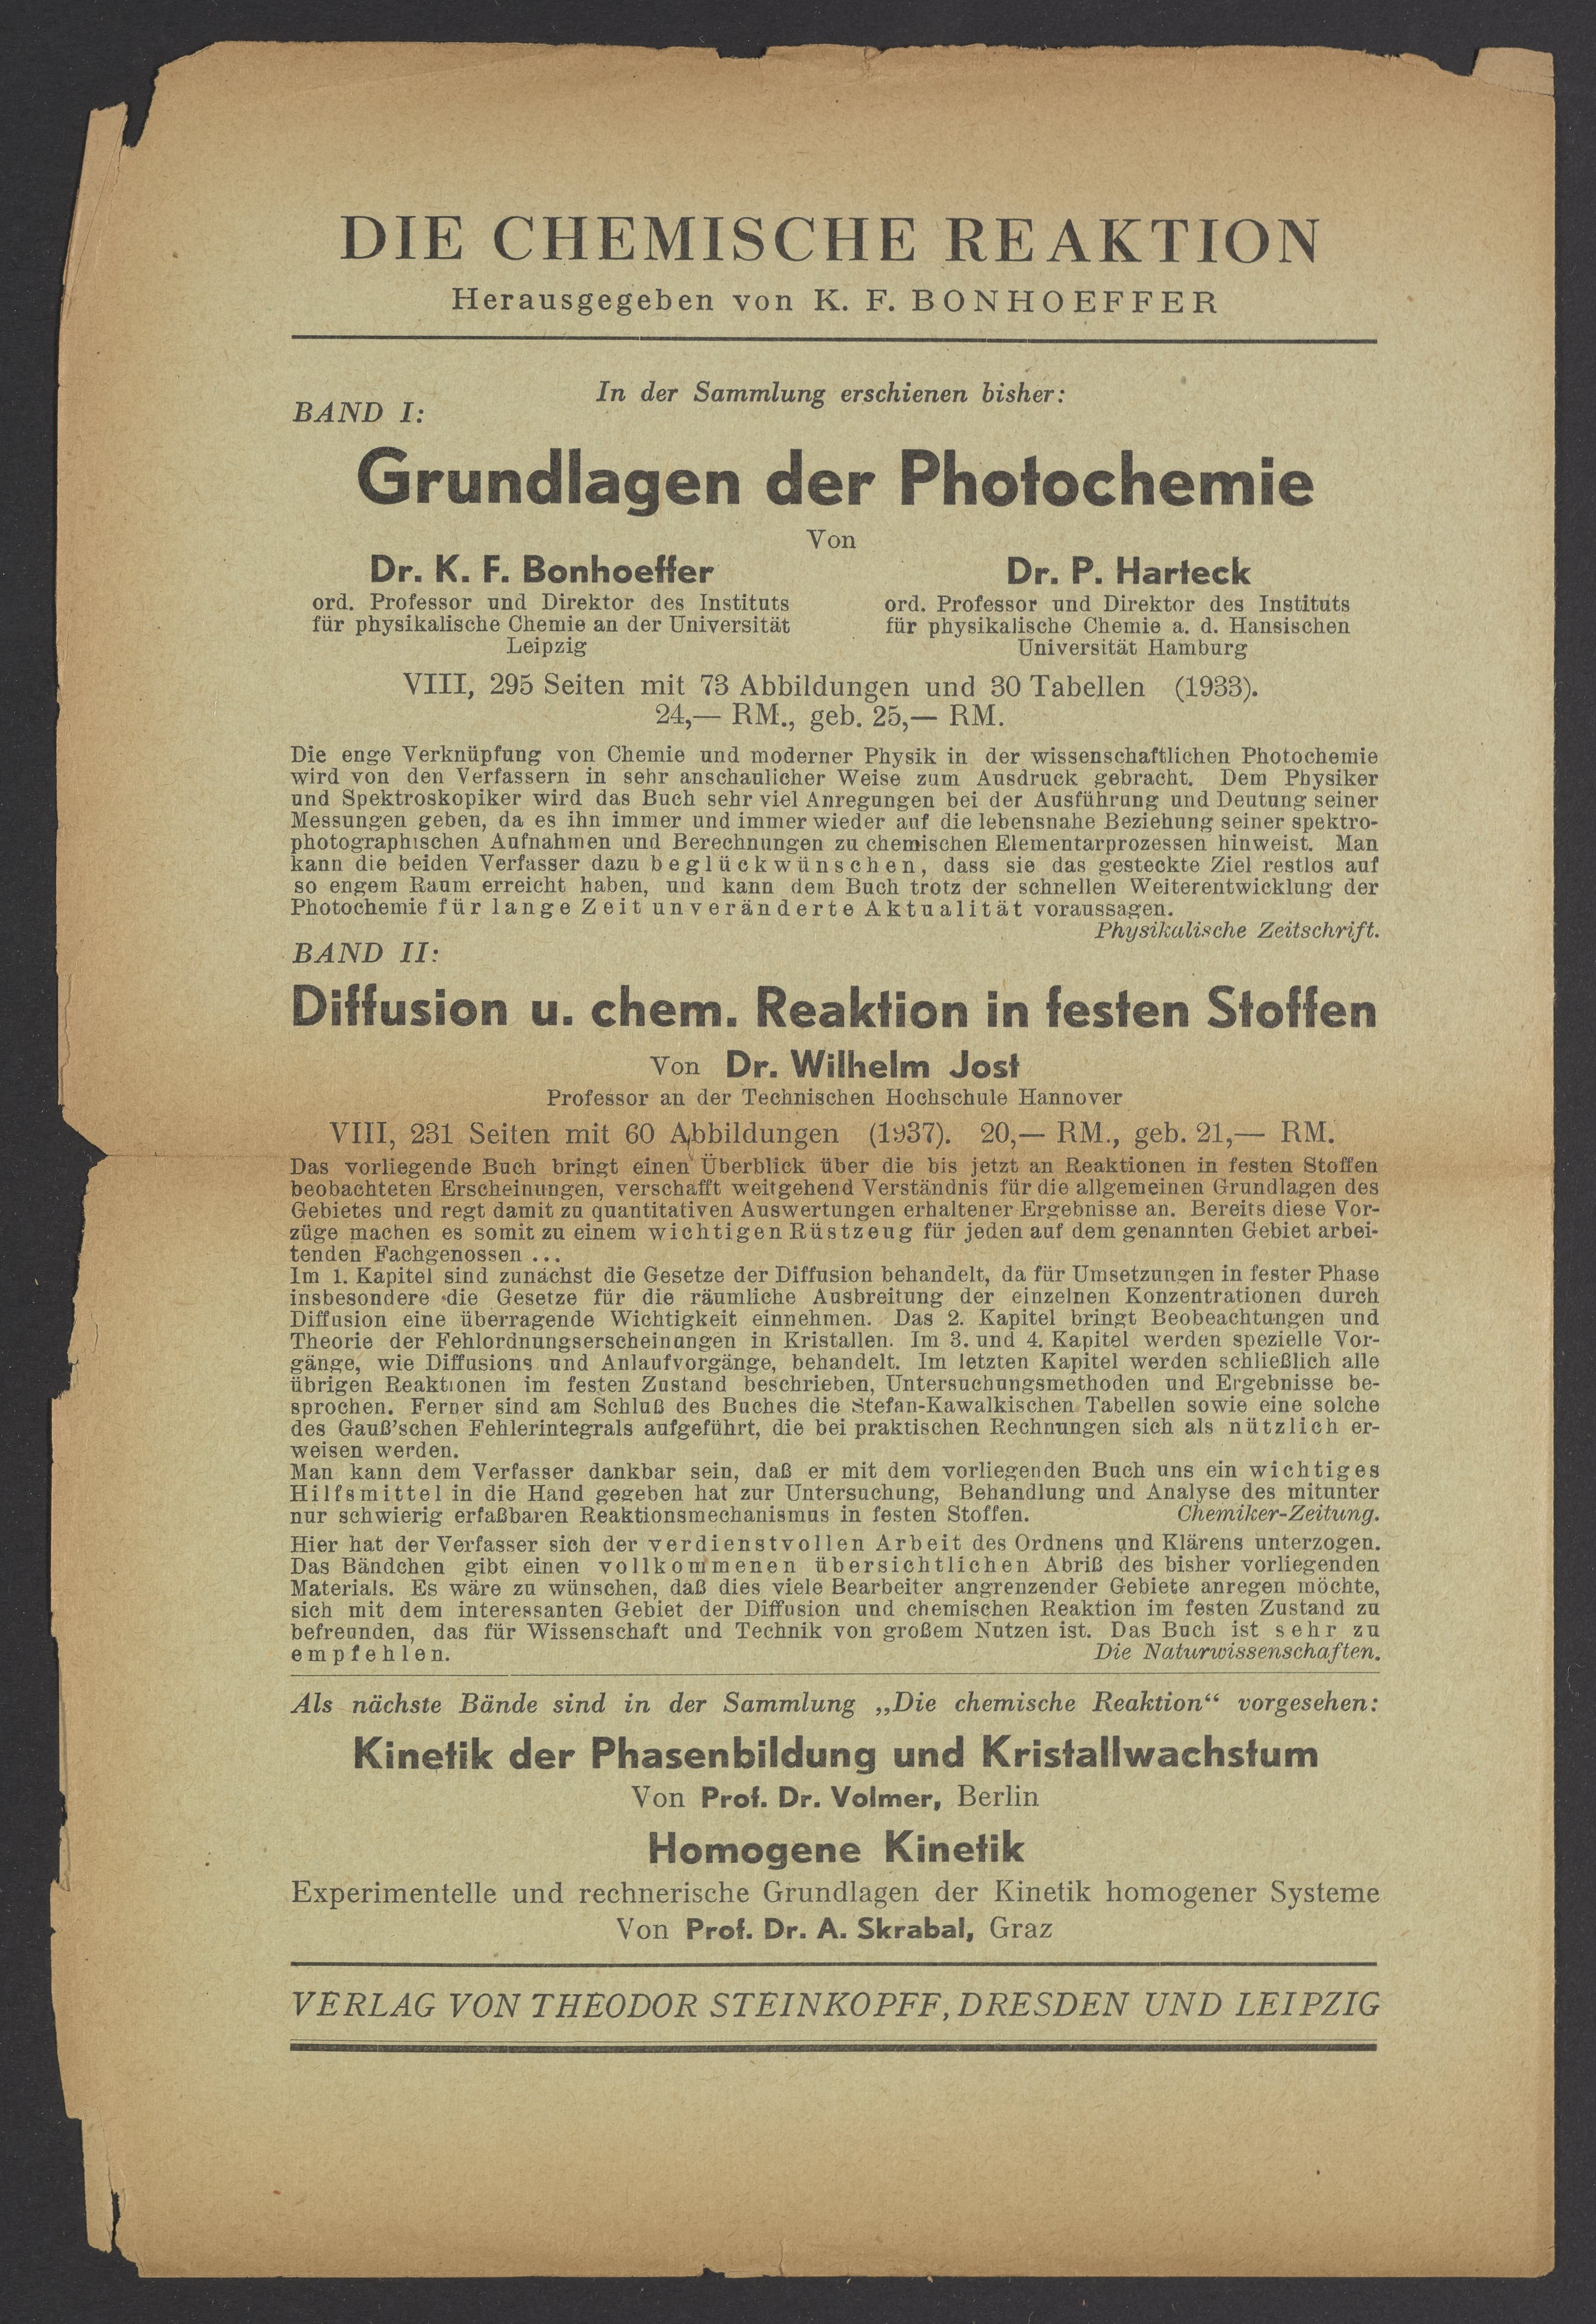 DIE CHEMISCHE REAKTION
Herausgegeben von K. F. BONHOEFFER
In der Sammlung erschienen bisher:
BAND I:
Grundlagen der Photochemie
Von
Dr. K. F. Bonhoeffer
ord. Professor und Direktor des Instituts
für physikalische Chemie an der Universität
Leipzig
Dr. P. Harteck
ord. Professor und Direktor des Instituts
für physikalische Chemie a. d. Hansischen
Universität Hamburg
VIII, 295 Seiten mit 73 Abbildungen und 30 Tabellen (1933).
24,— RM., geb. 25,— RM.
Die enge Verknüpfung von Chemie und moderner Physik in der wissenschaftlichen Photochemie
wird von den Verfassern in sehr anschaulicher Weise zum Ausdruck gebracht. Dem Physiker
und Spektroskopiker wird das Buch sehr viel Anregungen bei der Ausführung und Deutung seiner
Messungen geben, da es ihn immer und immer wieder auf die lebensnahe Beziehung seiner spektro-
photographischen Aufnahmen und Berechnungen zu chemischen Elementarprozessen hinweist. Man
kann die beiden Verfasser dazu beglückwünschen, dass sie das gesteckte Ziel restlos auf
so engem Raum erreicht haben, und kann dem Buch trotz der schnellen Weiterentwicklung der
Photochemie für lange Zeit unveränderte Aktualität voraussagen.
Physikalische Zeitschrift.
BAND II:
Diffusion u. chem. Reaktion in festen Stoffen
Von Dr. Wilhelm Jost
Professor an der Technischen Hochschule Hannover
VIII, 231 Seiten mit 60 Abbildungen (1937). 20,— RM., geb. 21,— RM.
Das vorliegende Buch bringt einen Überblick über die bis jetzt an Reaktionen in festen Stoffen
beobachteten Erscheinungen, verschafft weitgehend Verständnis für die allgemeinen Grundlagen des
Gebietes und regt damit zu quantitativen Auswertungen erhaltener Ergebnisse an. Bereits diese Vor-
züge machen es somit zu einem wichtigen Rüstzeug für jeden auf dem genannten Gebiet arbei-
tenden Fachgenossen ...
Im 1. Kapitel sind zunächst die Gesetze der Diffusion behandelt, da für Umsetzungen in fester Phase
insbesondere die Gesetze für die räumliche Ausbreitung der einzelnen Konzentrationen durch
Diffusion eine überragende Wichtigkeit einnehmen. Das 2. Kapitel bringt Beobeachtungen und
Theorie der Fehlordnungserscheinungen in Kristallen. Im 3. und 4. Kapitel werden spezielle Vor-
gänge, wie Diffusions und Anlaufvorgänge, behandelt. Im letzten Kapitel werden schließlich alle
übrigen Reaktionen im festen Zustand beschrieben, Untersuchungsmethoden und Ergebnisse be-
sprochen. Ferner sind am Schluß des Buches die Stefan-Kawalkischen Tabellen sowie eine solche
des Gauß'schen Fehlerintegrals aufgeführt, die bei praktischen Rechnungen sich als nützlich er-
weisen werden.
Man kann dem Verfasser dankbar sein, daß er mit dem vorliegenden Buch uns ein wichtiges
Hilfsmittel in die Hand gegeben hat zur Untersuchung, Behandlung und Analyse des mitunter
nur schwierig erfaßbaren Reaktionsmechanismus in festen Stoffen. Chemiker-Zeitung.
Hier hat der Verfasser sich der verdienstvollen Arbeit des Ordnens und Klärens unterzogen.
Das Bändchen gibt einen vollkommenen übersichtlichen Abriß des bisher vorliegenden
Materials. Es wäre zu wünschen, daß dies viele Bearbeiter angrenzender Gebiete anregen möchte,
sich mit dem interessanten Gebiet der Diffusion und chemischen Reaktion im festen Zustand zu
befreunden, das für Wissenschaft und Technik von großem Nutzen ist. Das Buch ist sehr zu
empfehlen. Die Naturwissenschaften.
Als nächste Bände sind in der Sammlung „Die chemische Reaktion“ vorgesehen:
Kinetik der Phasenbildung und Kristallwachstum
Von Prof. Dr. Volmer, Berlin
Homogene Kinetik
Experimentelle und rechnerische Grundlagen der Kinetik homogener Systeme
Von Prof. Dr. A. Skrabal, Graz
VERLAG VON THEODOR STEINKOPFF, DRESDEN UND LEIPZIG